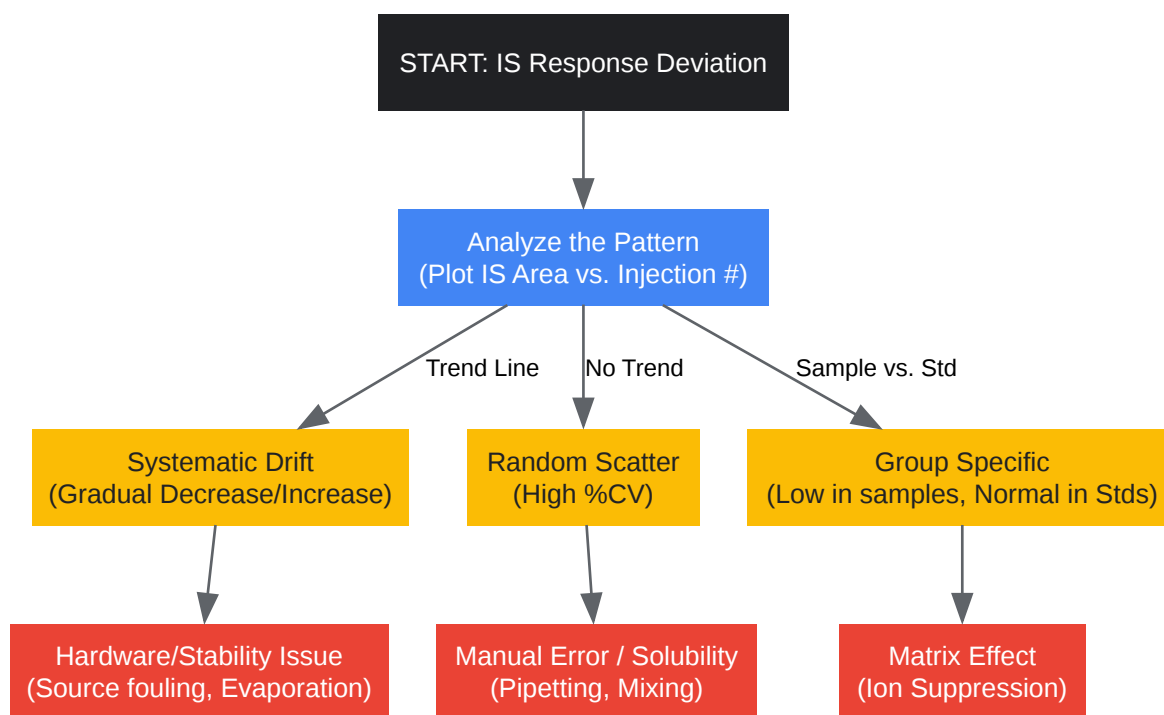 START: IS Response Deviation
Analyze the Pattern
(Plot IS Area vs. Injection #)
Trend Line
No Trend
Sample vs. Std
Systematic Drift
(Gradual Decrease/Increase)
Random Scatter
(High %CV)
Group Specific
(Low in samples, Normal in Stds)
Hardware/Stability Issue
(Source fouling, Evaporation)
Manual Error / Solubility
(Pipetting, Mixing)
Matrix Effect
(Ion Suppression)